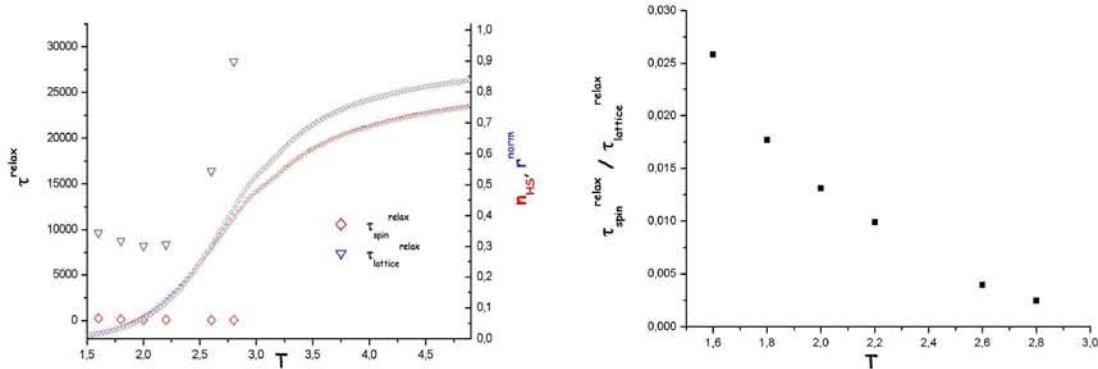 30000
25000
20000
15000
10000
5000
0
τ relax
1,5 2,0 2,5 3,0 3,5 4,0 4,5
T
1,0
0,9
0,8
0,7
0,6
0,5
0,4
0,3
0,2
0,1
0,0
n HS, r norm
τ spin relax
τ lattice relax
0,030
0,025
0,020
0,015
0,010
0,005
0,000
τ spin relax / τ lattice relax
1,6 1,8 2,0 2,2 2,4 2,6 2,8 3,0
T